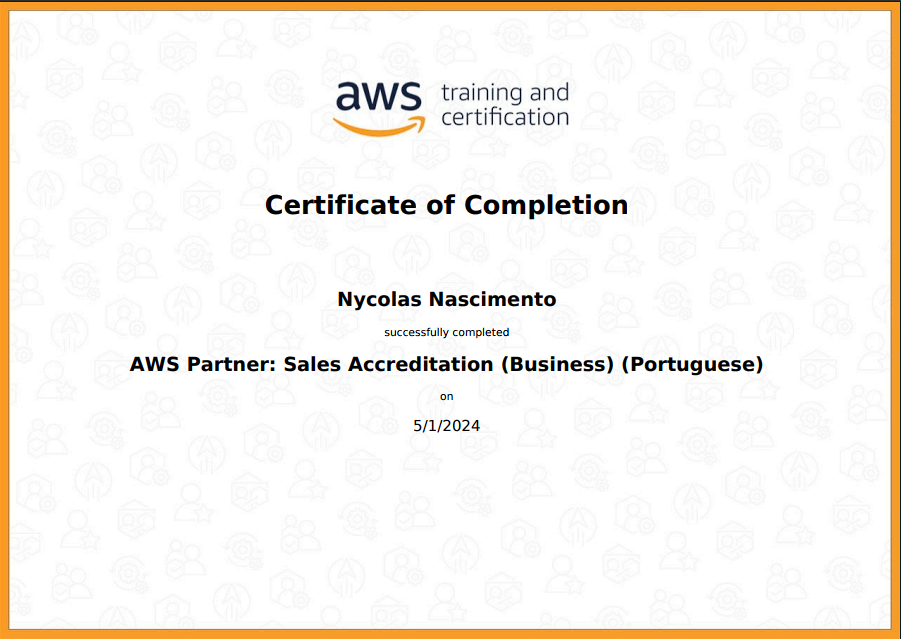 aws training and
certification
Certificate of Completion
Nycolas Nascimento
successfully completed
AWS Partner: Sales Accreditation (Business) (Portuguese)
on
5/1/2024